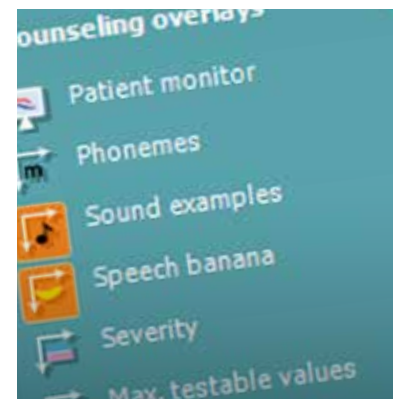 ounseling overlays
Patient monitor
m Phonemes
Sound examples
Speech banana
Severity
Max. testable values